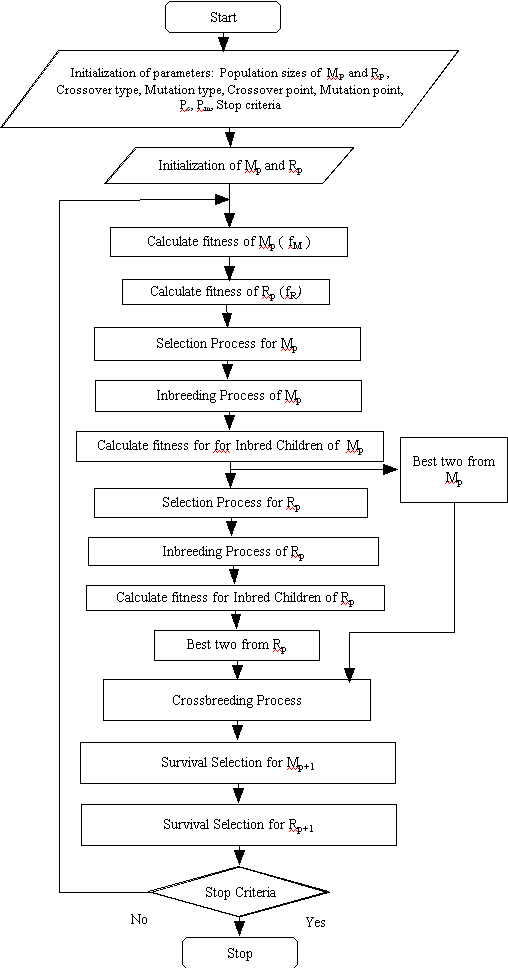 Start
Initialization of parameters: Population sizes of Mp and Rp,
Crossover type, Mutation type, Crossover point, Mutation point,
Pc, Pm, Stop criteria
Initialization of Mp and Rp
Calculate fitness of Mp ( fM )
Calculate fitness of Rp (fR)
Selection Process for Mp
Inbreeding Process of Mp
Calculate fitness for for Inbred Children of Mp
Best two from
Mp
Selection Process for Rp
Inbreeding Process of Rp
Calculate fitness for Inbred Children of Rp
Best two from Rp
Crossbreeding Process
Survival Selection for Mp+1
Survival Selection for Rp+1
Stop Criteria
No
Yes
Stop